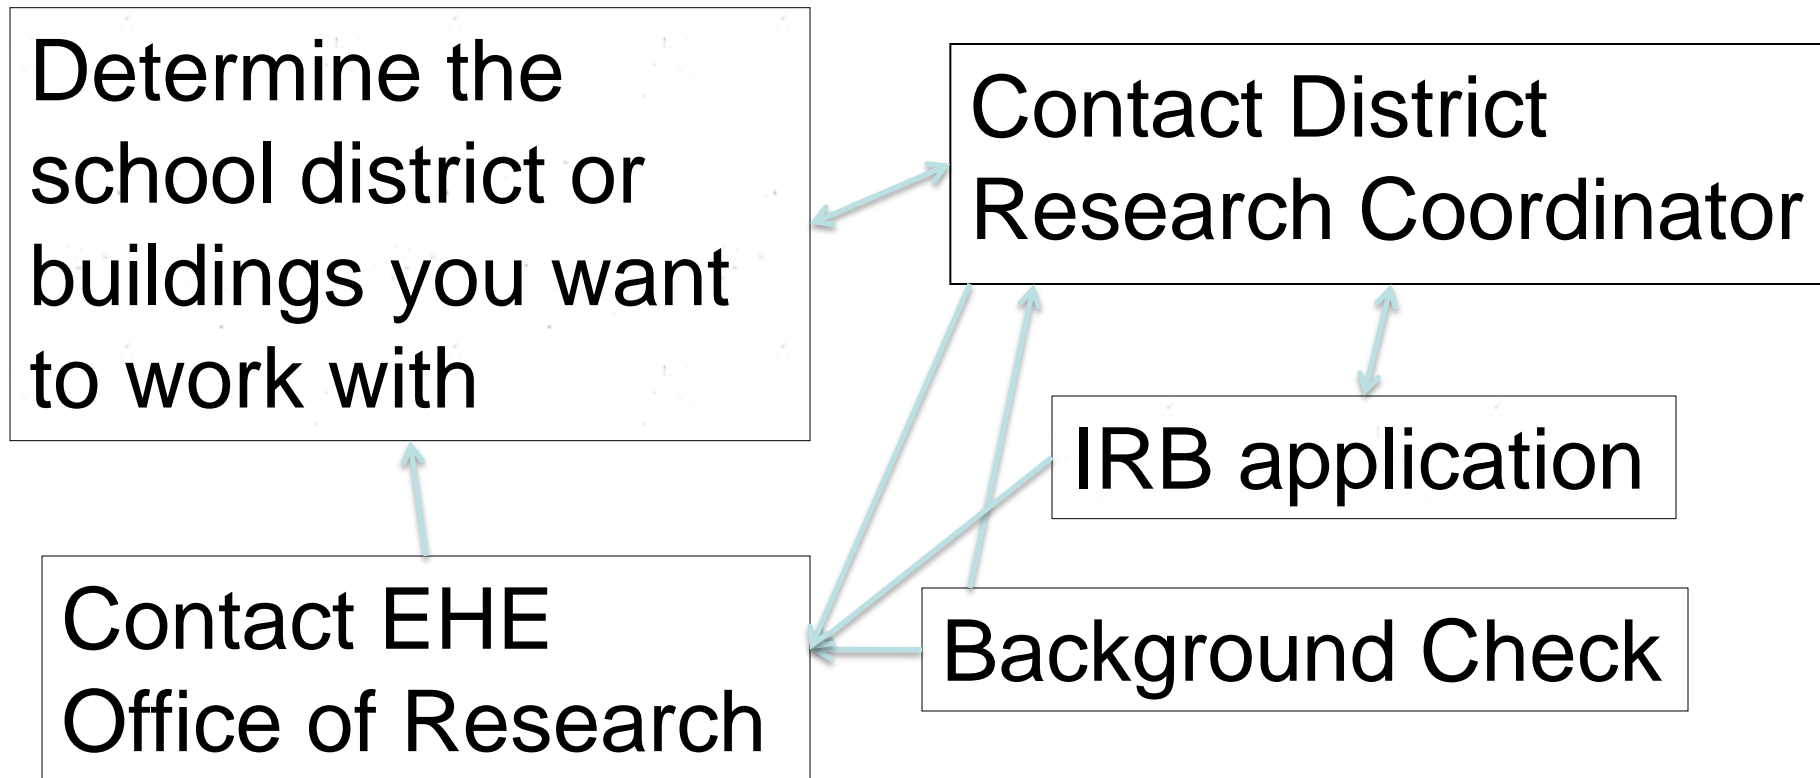 Determine the
school district or
buildings you want
to work with
Contact District
Research Coordinator
IRB application
Contact EHE
Office of Research
Background Check